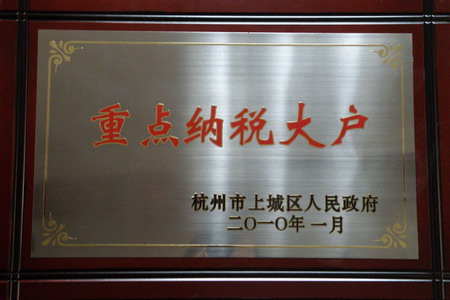 重点纳税大户
杭州市上城区人民政府
二〇一〇年一月